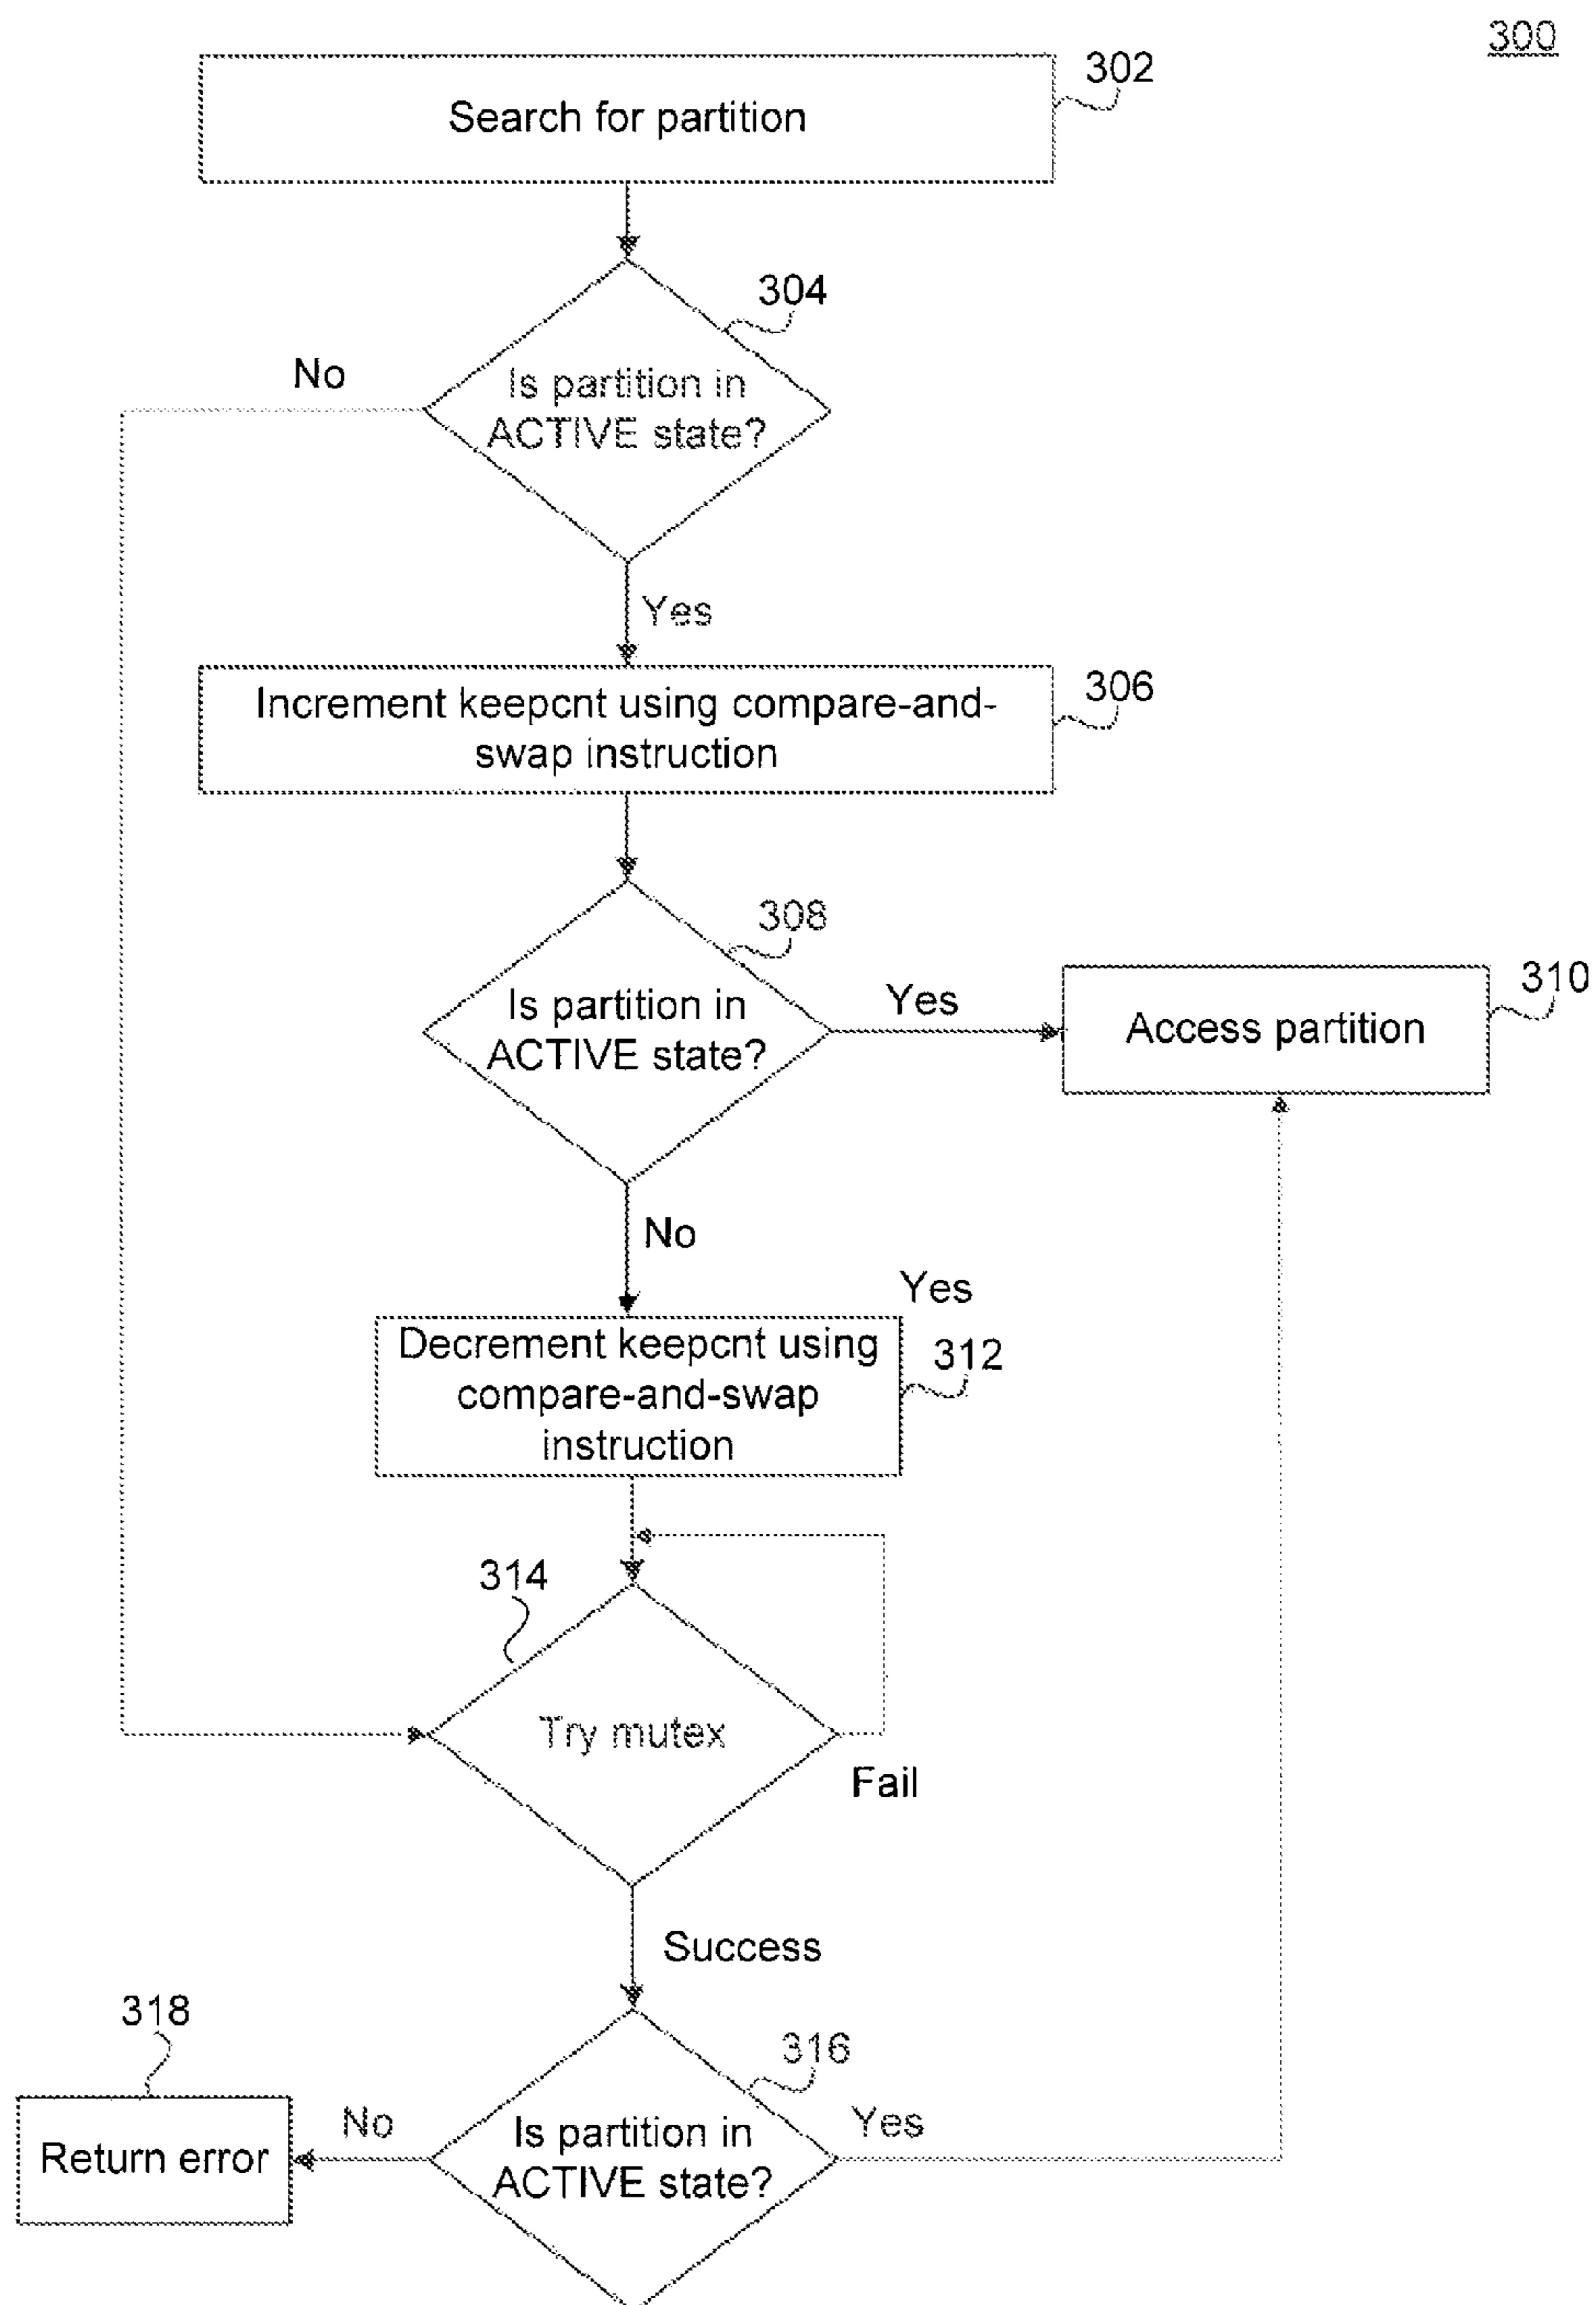 300
302
Search for partition
304
No
Is partition in
ACTIVE state?
Yes
306
Increment keepcnt using compare-and-
swap instruction
308
Is partition in
ACTIVE state?
Yes
310
Access partition
No
Yes
Decrement keepcnt using
compare-and-swap
instruction
312
314
Try mutex
Fail
Success
318
316
Return error
No
Is partition in
ACTIVE state?
Yes